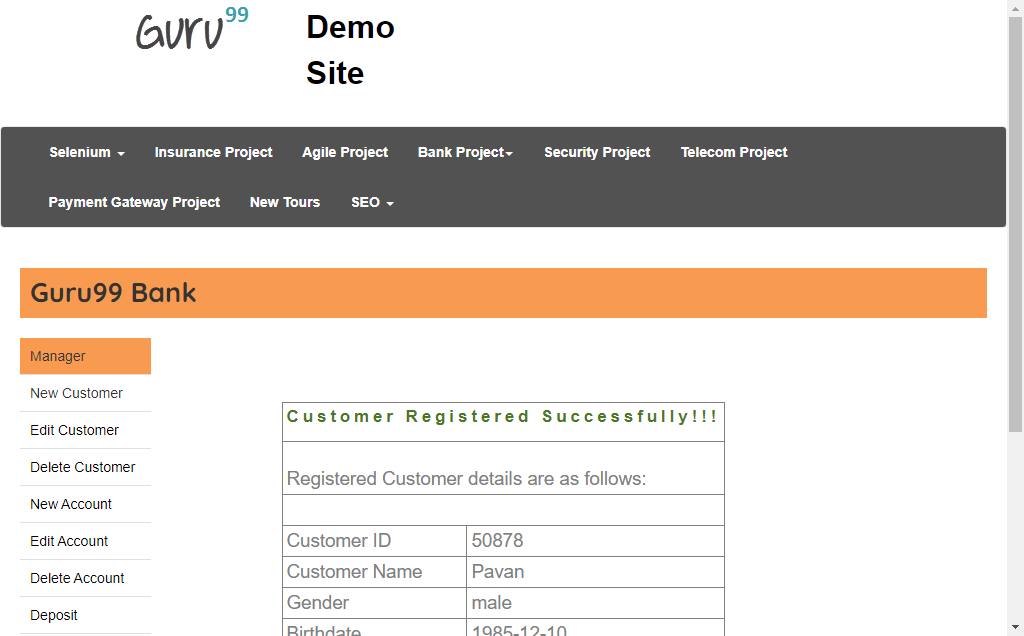 Guru99
Demo
Site
Selenium
Insurance Project
Agile Project
Bank Project
Security Project
Telecom Project
Payment Gateway Project
New Tours
SEO
Guru99 Bank
Manager
New Customer
Edit Customer
Delete Customer
New Account
Edit Account
Delete Account
Deposit
Customer Registered Successfully!!!
Registered Customer details are as follows:
Customer ID 50878
Customer Name Pavan
Gender male
Birthdate 1985-12-10